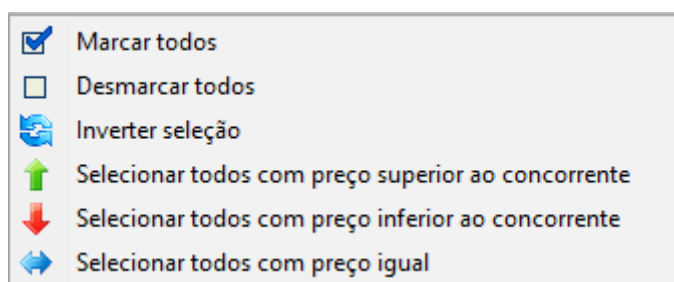 Marcar todos
Desmarcar todos
Inverter seleção
Selecionar todos com preço superior ao concorrente
Selecionar todos com preço inferior ao concorrente
Selecionar todos com preço igual